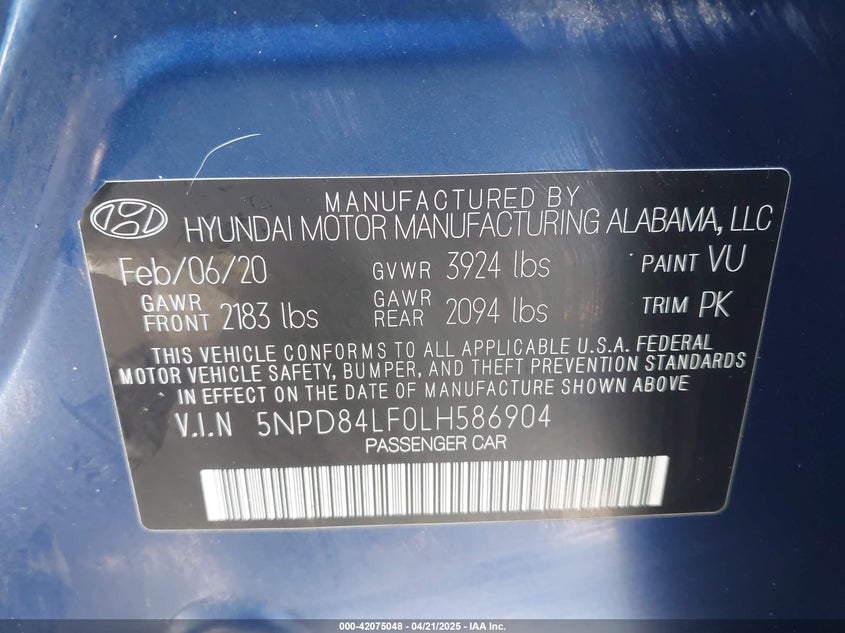 MANUFACTURED BY
HYUNDAI MOTOR MANUFACTURING ALABAMA, LLC
Feb/06/20 GVWR 3924 lbs PAINT VU
GAWR FRONT 2183 lbs GAWR REAR 2094 lbs TRIM PK
THIS VEHICLE CONFORMS TO ALL APPLICABLE U.S.A. FEDERAL
MOTOR VEHICLE SAFETY, BUMPER, AND THEFT PREVENTION STANDARDS
IN EFFECT ON THE DATE OF MANUFACTURE SHOWN ABOVE
V.I.N 5NPD84LF0LH586904
PASSENGER CAR
000-42075048 - 04/21/2025 - IAA Inc.